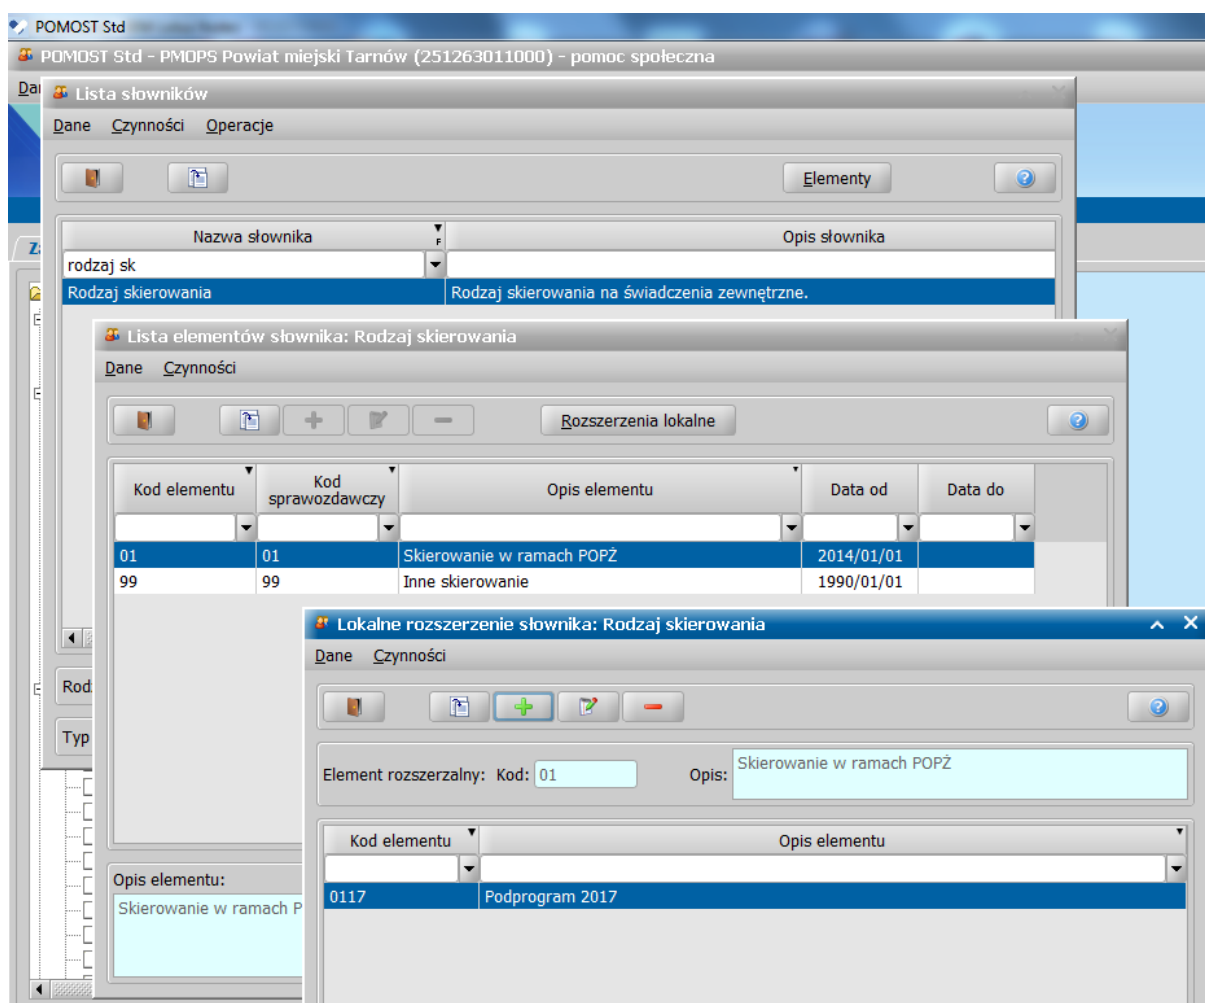 POMOST Std
POMOST Std - PMOPS Powiat miejski Tarnów (251263011000) - pomoc społeczna
Lista słowników
Dane Czynności Operacje
Elementy
Nazwa słownika Opis słownika
rodzaj sk
Rodzaj skierowania Rodzaj skierowania na świadczenia zewnętrzne.
Lista elementów słownika: Rodzaj skierowania
Dane Czynności
Rozszerzenia lokalne
Kod elementu Kod sprawozdawczy Opis elementu Data od Data do
01 01 Skierowanie w ramach POPŻ 2014/01/01
99 99 Inne skierowanie 1990/01/01
Lokalne rozszerzenie słownika: Rodzaj skierowania
Dane Czynności
Element rozszerzalny: Kod: 01 Opis: Skierowanie w ramach POPŻ
Kod elementu Opis elementu
0117 Podprogram 2017
Typ
Opis elementu:
Skierowanie w ramach P